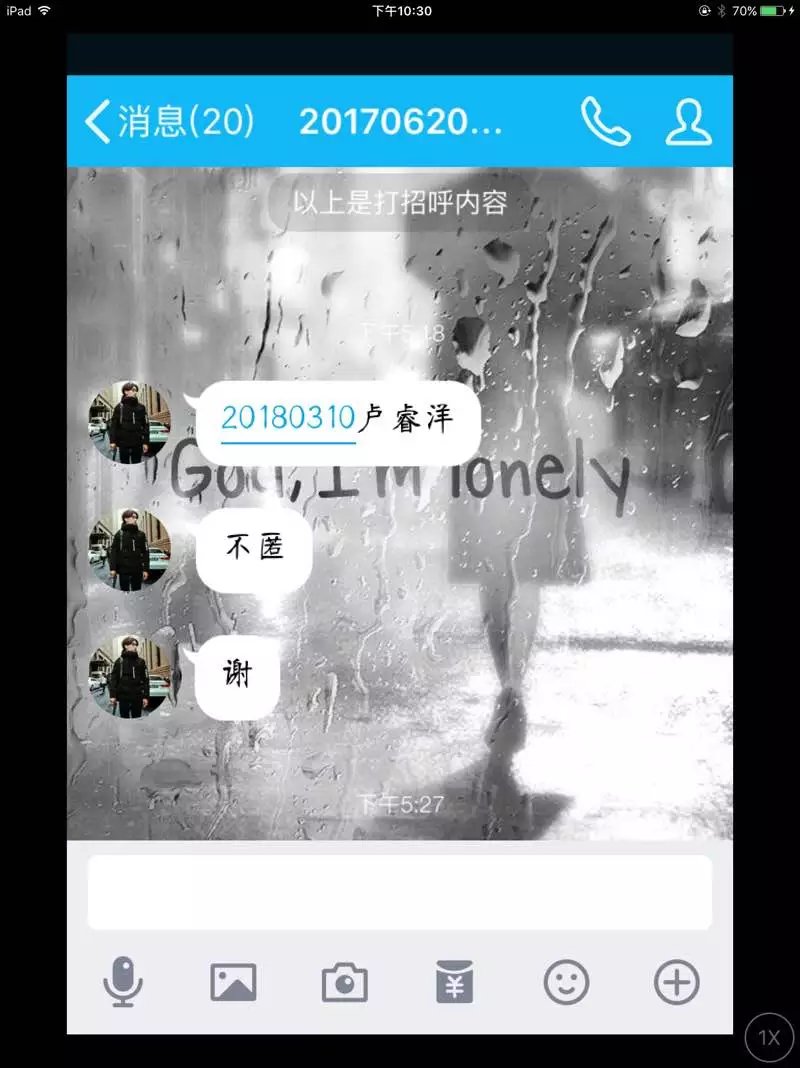 iPad 下午10:30 70%
消息(20) 20170620...
以上是打招呼内容
下午5:18
20180310卢睿洋
God, I'm lonely
不匿
谢
下午5:27
¥
1X